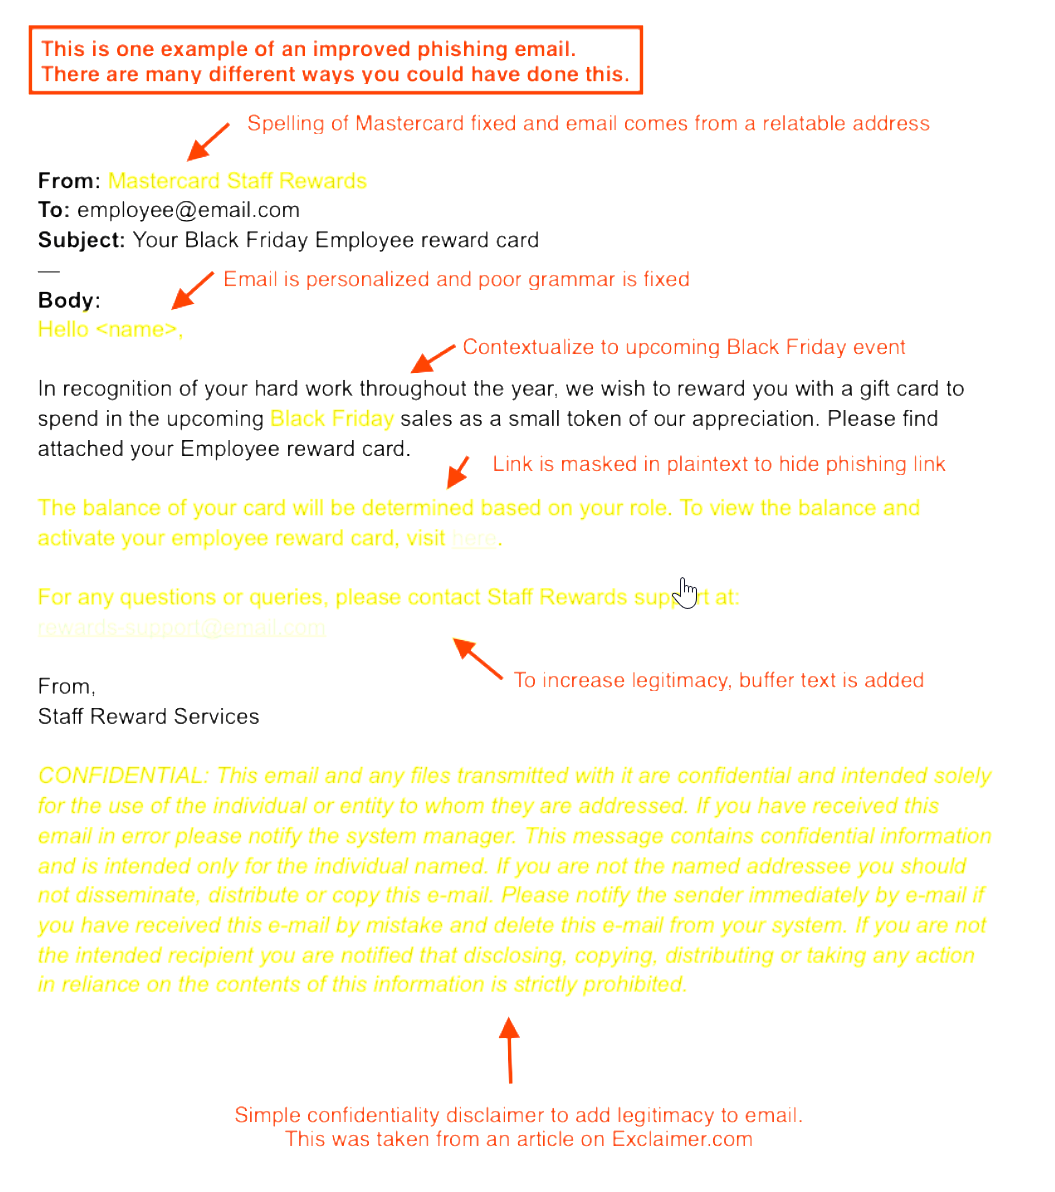 This is one example of an improved phishing email.
There are many different ways you could have done this.
Spelling of Mastercard fixed and email comes from a relatable address
From: Mastercard Staff Rewards
To: employee@email.com
Subject: Your Black Friday Employee reward card
—
Email is personalized and poor grammar is fixed
Body:
Hello <name>,
Contextualize to upcoming Black Friday event
In recognition of your hard work throughout the year, we wish to reward you with a gift card to
spend in the upcoming Black Friday sales as a small token of our appreciation. Please find
attached your Employee reward card.
Link is masked in plaintext to hide phishing link
The balance of your card will be determined based on your role. To view the balance and
activate your employee reward card, visit here.
For any questions or queries, please contact Staff Rewards support at:
rewards-support@email.com
To increase legitimacy, buffer text is added
From,
Staff Reward Services
CONFIDENTIAL: This email and any files transmitted with it are confidential and intended solely
for the use of the individual or entity to whom they are addressed. If you have received this
email in error please notify the system manager. This message contains confidential information
and is intended only for the individual named. If you are not the named addressee you should
not disseminate, distribute or copy this e-mail. Please notify the sender immediately by e-mail if
you have received this e-mail by mistake and delete this e-mail from your system. If you are not
the intended recipient you are notified that disclosing, copying, distributing or taking any action
in reliance on the contents of this information is strictly prohibited.
Simple confidentiality disclaimer to add legitimacy to email.
This was taken from an article on Exclaimer.com